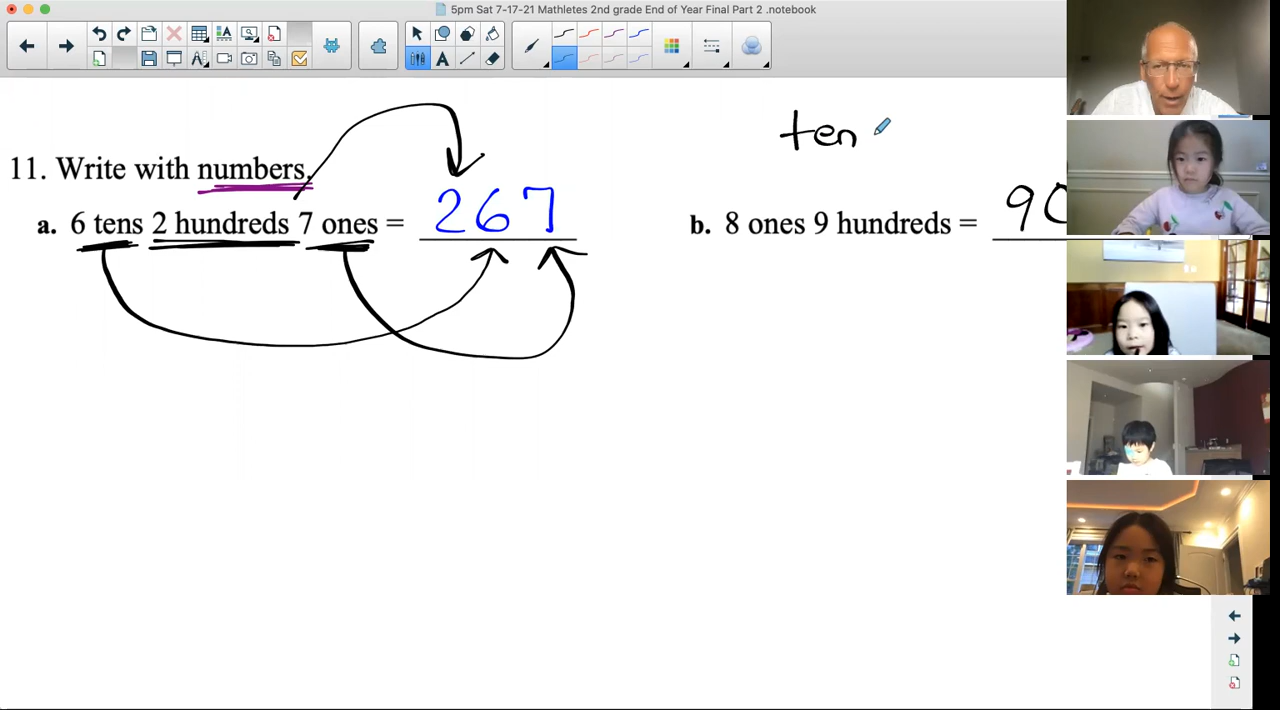 5pm Sat 7-17-21 Mathletes 2nd grade End of Year Final Part 2 .notebook
ten
11. Write with numbers.
a. 6 tens 2 hundreds 7 ones = 267
b. 8 ones 9 hundreds = 90